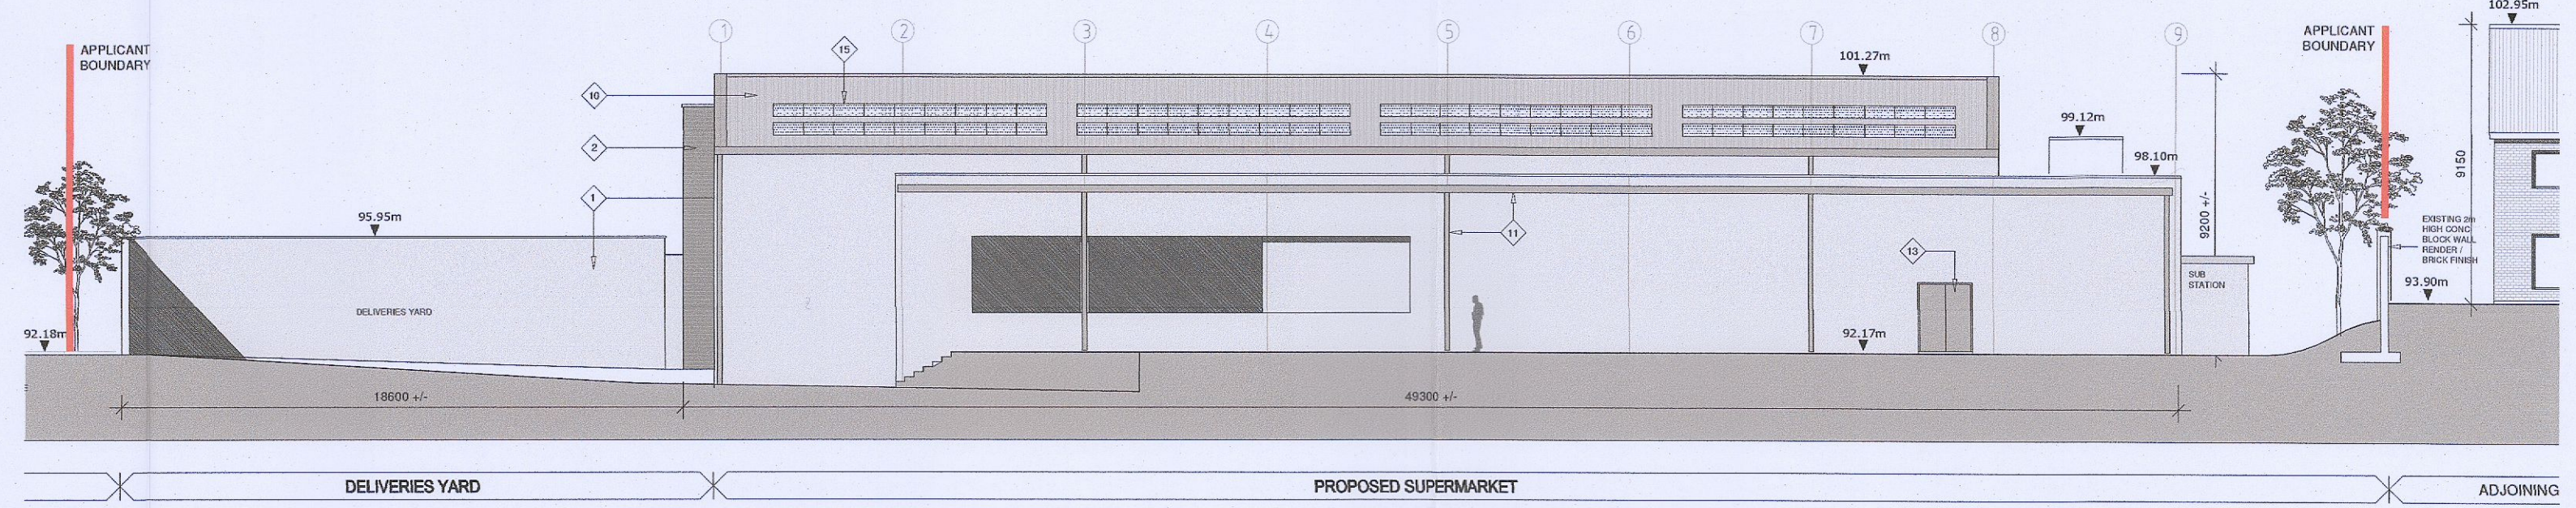 102.95m
APPLICANT
BOUNDARY
1
2
3
4
5
6
7
8
9
APPLICANT
BOUNDARY
15
101.27m
10
99.12m
2
98.10m
9150
1
95.95m
9200 +/-
11
13
EXISTING 2m
HIGH CONC
BLOCK WALL
RENDER /
BRICK FINISH
SUB
STATION
93.90m
DELIVERIES YARD
92.18m
92.17m
18600 +/-
49300 +/-
DELIVERIES YARD
PROPOSED SUPERMARKET
ADJOINING